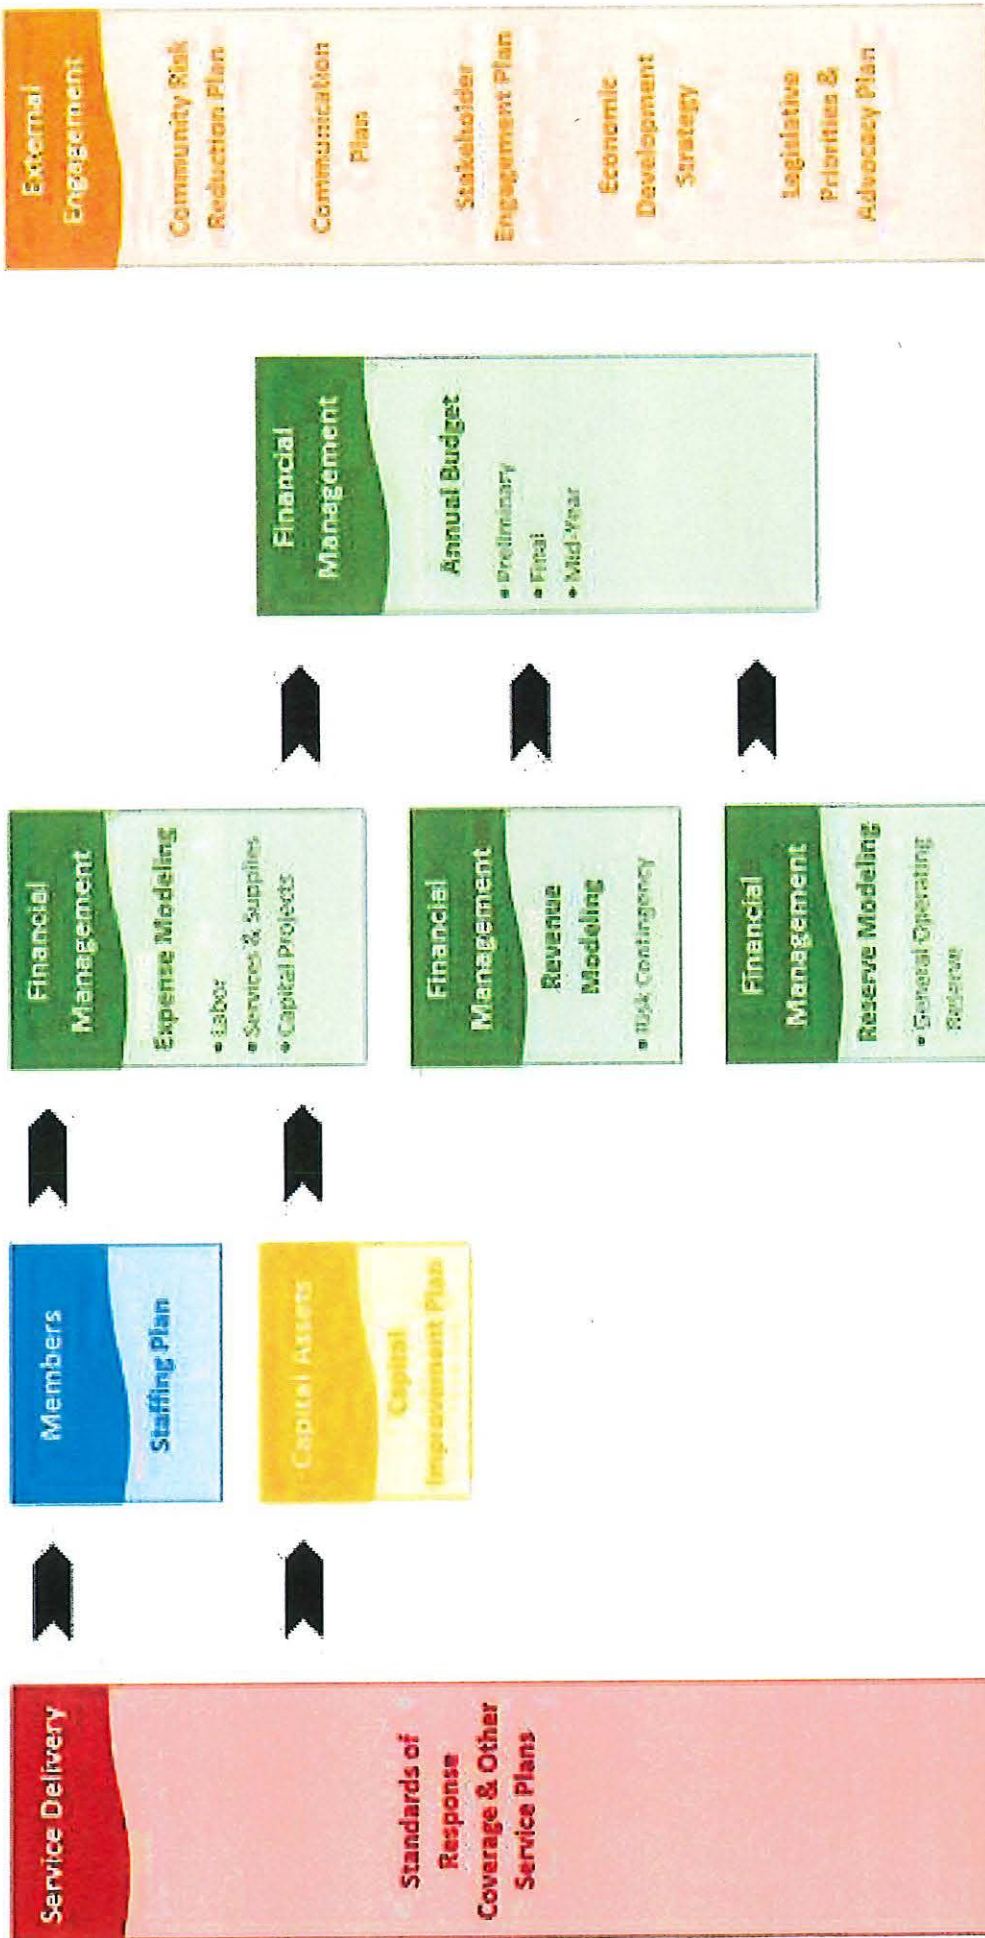 Service Delivery
Standards of
Response
Coverage & Other
Service Plans
Members
Staffing Plan
Capital Assets
Capital
Improvement Plan
Financial
Management
Expense Modeling
• Labor
• Services & Supplies
• Capital Projects
Financial
Management
Revenue
Modeling
• Risk Contingency
Financial
Management
Reserve Modeling
• General Operating
Reserve
Financial
Management
Annual Budget
• Preliminary
• Final
• Mid-Year
External
Engagement
Community Risk
Reduction Plan
Communication
Plan
Stakeholder
Engagement Plan
Economic
Development
Strategy
Legislative
Priorities &
Advocacy Plan